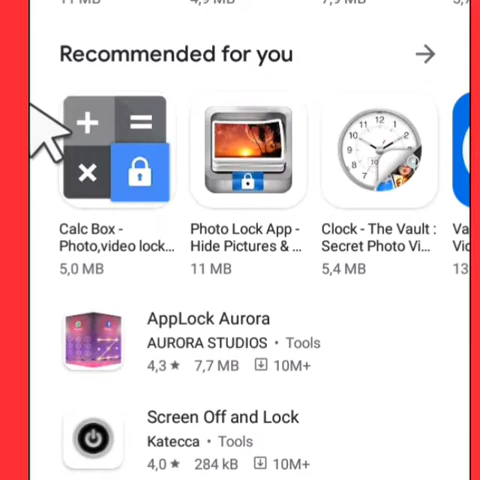 Recommended for you
Calc Box -
Photo,video lock...
5,0 MB
Photo Lock App -
Hide Pictures & ...
11 MB
Clock - The Vault :
Secret Photo Vi...
5,4 MB
AppLock Aurora
AURORA STUDIOS • Tools
4,3 ★ 7,7 MB 10M+
Screen Off and Lock
Katecca • Tools
4,0 ★ 284 kB 10M+